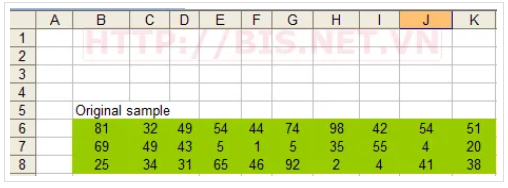 A B C D E F G H I J K
1
HTTP://BIS.NET.VN
2
3
4
5 Original sample
6 81 32 49 54 44 74 98 42 54 51
7 69 49 43 5 1 5 35 55 4 20
8 25 34 31 65 46 92 2 4 41 38